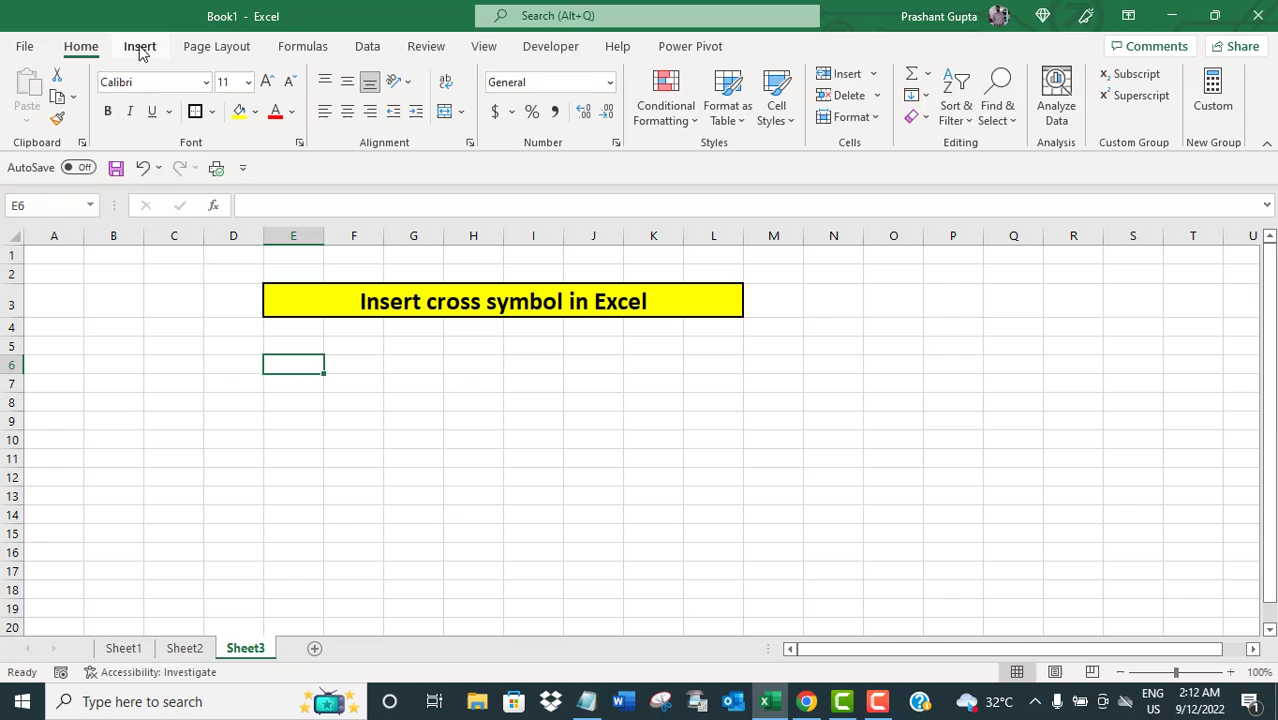 Book1 - Excel
Search (Alt+Q)
Prashant Gupta
File Home Insert Page Layout Formulas Data Review View Developer Help Power Pivot Comments Share
Paste
Calibri 11
B I U A
ab
General
$ % 9
Conditional Formatting
Format as Table
Cell Styles
Insert
Delete
Format
Sort & Filter
Find & Select
Analyze Data
Subscript
Superscript
Custom
Clipboard Font Alignment Number Styles Cells Editing Analysis Custom Group New Group
AutoSave Off
E6 fx
A B C D E F G H I J K L M N O P Q R S T U
1
2
3 Insert cross symbol in Excel
4
5
6
7
8
9
10
11
12
13
14
15
16
17
18
19
20
Sheet1 Sheet2 Sheet3
Ready Accessibility: Investigate 100%
Type here to search
32°C
ENG US
2:12 AM
9/12/2022